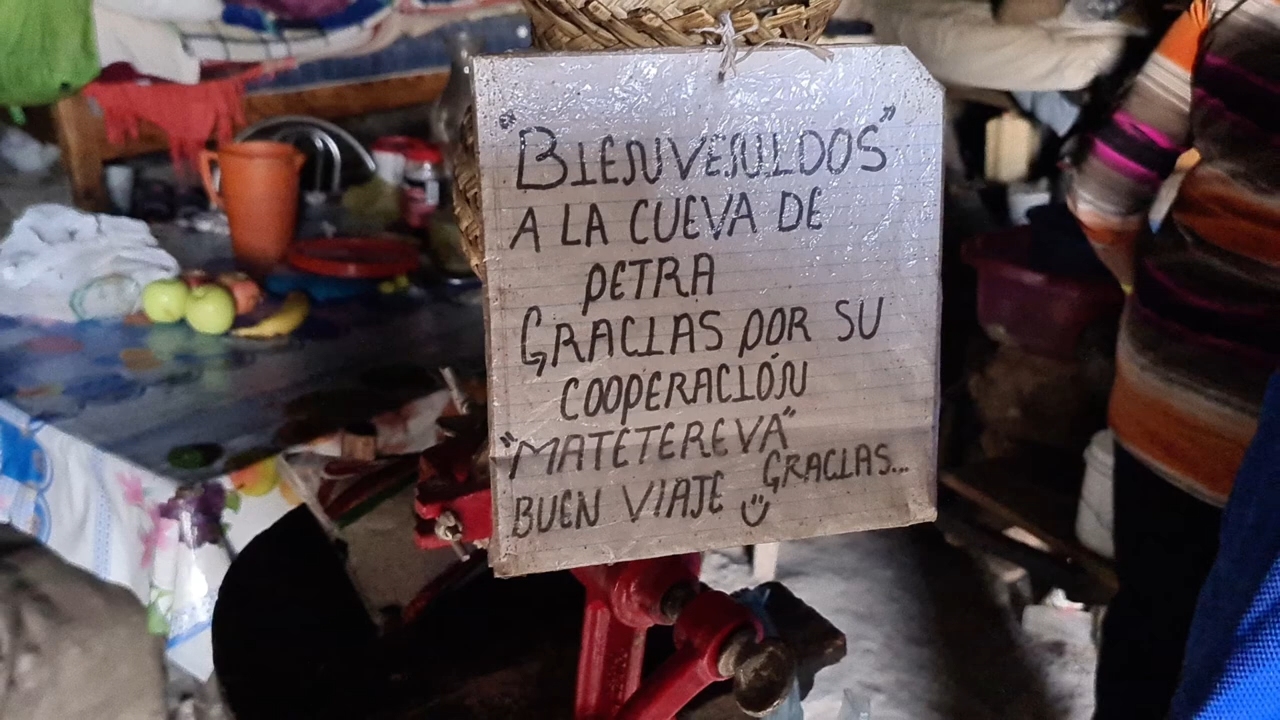 "BIENVENIDOS"
A LA CUEVA DE
PETRA
GRACIAS POR SU
COOPERACIÓN
"MATETEREVA"
GRACIAS...
BUEN VIAJE